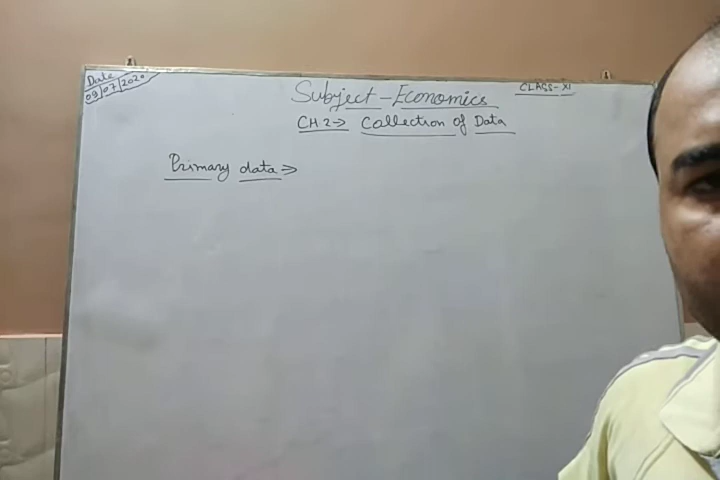 Date
09/07/2020
Subject - Economics
CLASS - XI
CH.2→ Collection of Data
Primary data ⇒